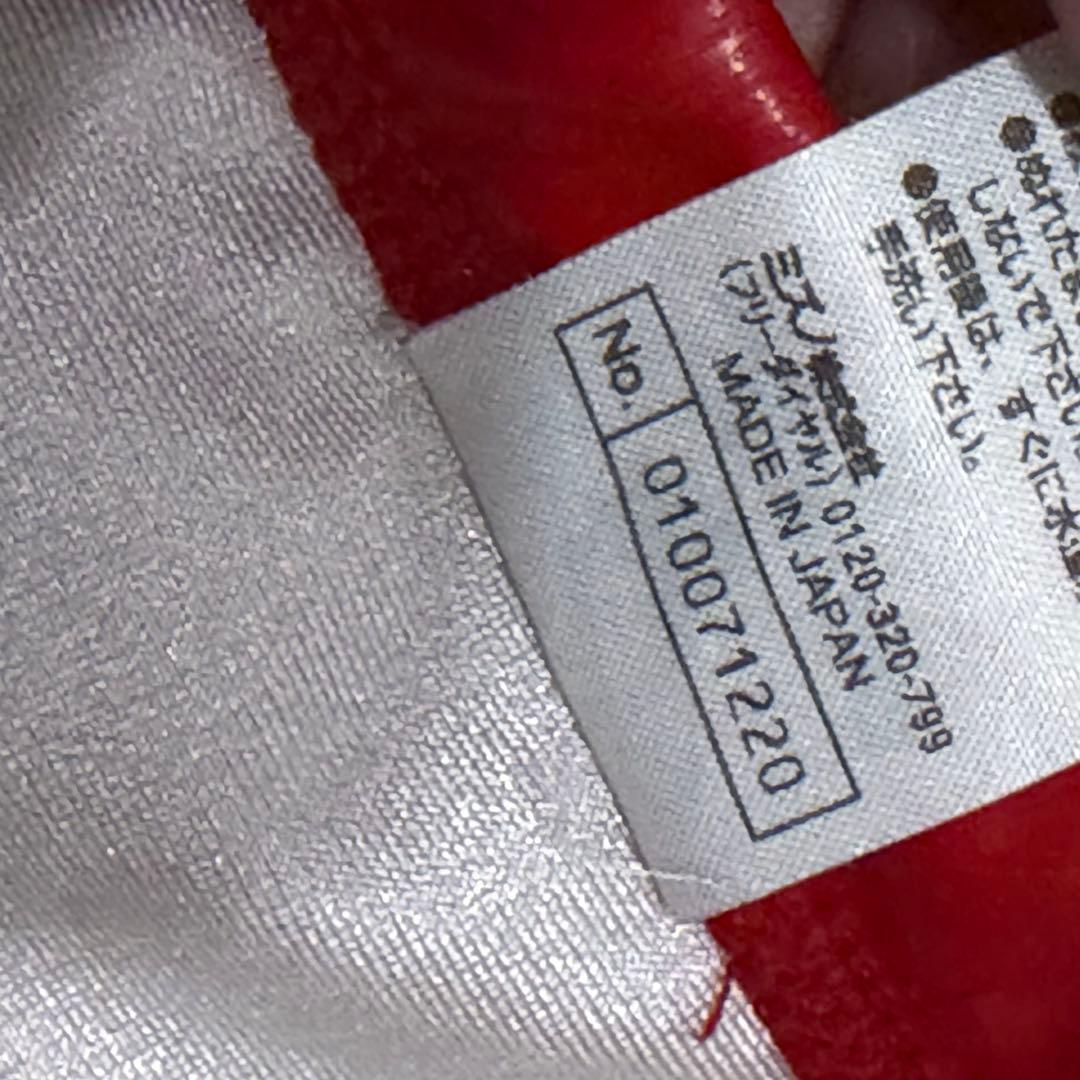 ●ぬれたま
しないで下さい
●使用後は、すぐに水道
手洗い下さい。
ミズノ株式会社
(フリーダイヤル) 0120-320-799
MADE IN JAPAN
No. 010071220